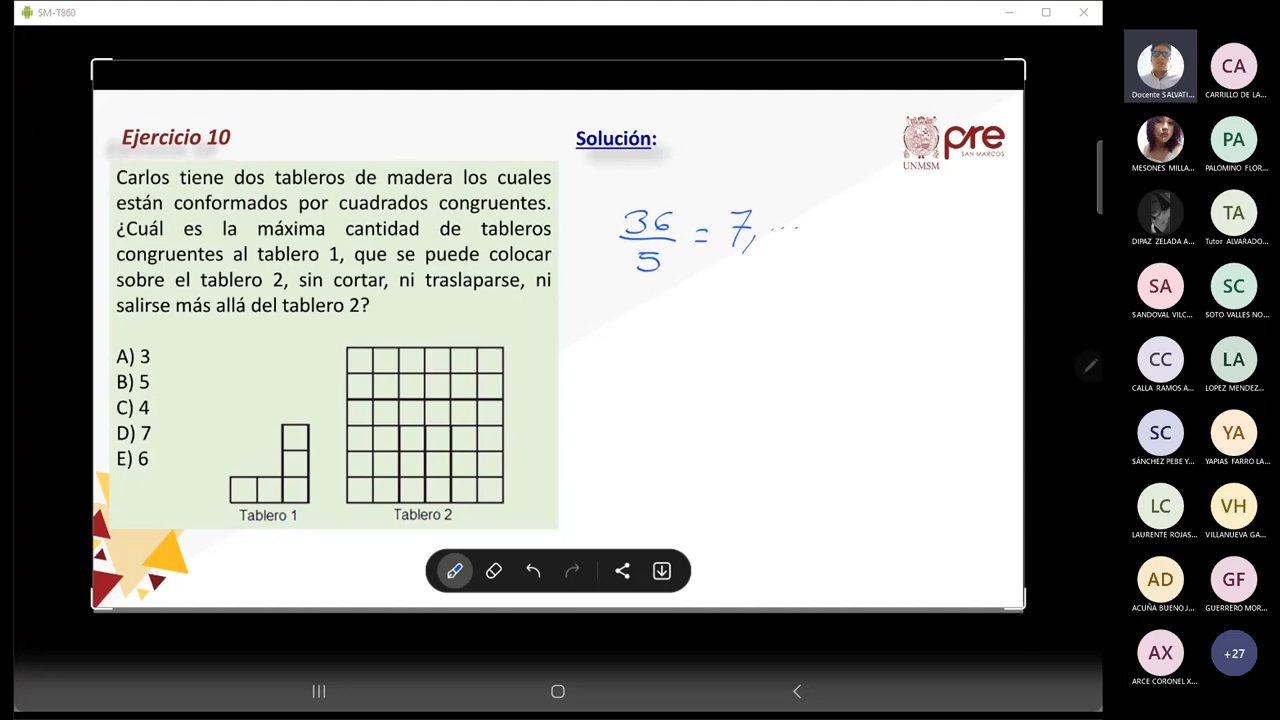 SM-T860
Ejercicio 10
Solución:
UNMSM
pre
SAN MARCOS
Carlos tiene dos tableros de madera los cuales
están conformados por cuadrados congruentes.
¿Cuál es la máxima cantidad de tableros
congruentes al tablero 1, que se puede colocar
sobre el tablero 2, sin cortar, ni traslaparse, ni
salirse más allá del tablero 2?
36
5
= 7, ...
A) 3
B) 5
C) 4
D) 7
E) 6
Tablero 1
Tablero 2
Docente SALVATI...
CA
CARRILLO DE LA...
MESONES MILLA...
PA
PALOMINO FLOR...
DIPAZ ZELADA A...
TA
Tutor ALVARADO...
SA
SANDOVAL VILC...
SC
SOTO VALLES NO...
CC
CALLA RAMOS A...
LA
LOPEZ MENDEZ...
SC
SÁNCHEZ PEBE Y...
YA
YAPIAS FARRO LA...
LC
LAURENTE ROJAS...
VH
VILLANUEVA GA...
AD
ACUÑA BUENO J...
GF
GUERRERO MOR...
AX
ARCE CORONEL X...
+27